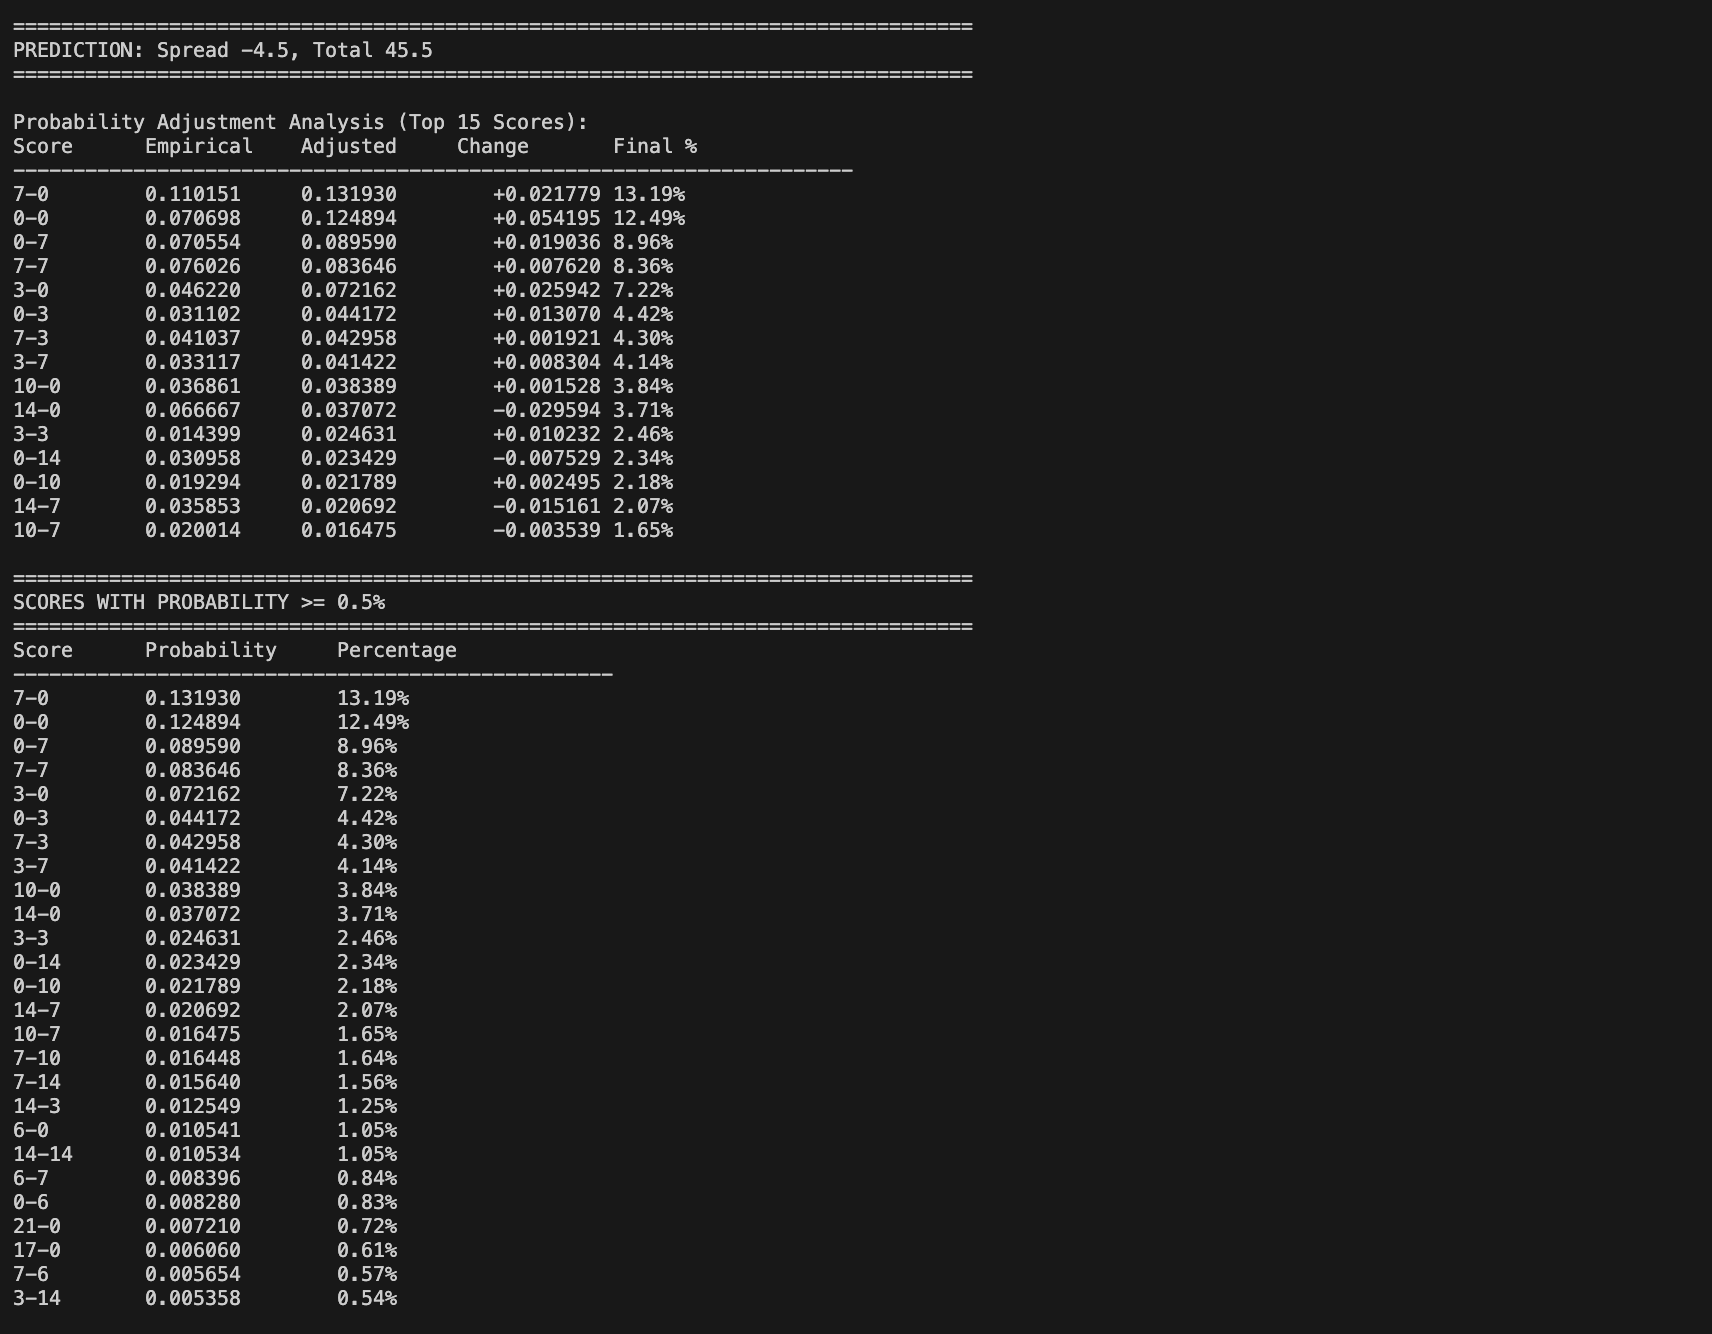 ================================================================================
PREDICTION: Spread -4.5, Total 45.5
================================================================================
Probability Adjustment Analysis (Top 15 Scores):
Score      Empirical    Adjusted     Change       Final %
----------------------------------------------------------------------
7-0        0.110151     0.131930        +0.021779 13.19%
0-0        0.070698     0.124894        +0.054195 12.49%
0-7        0.070554     0.089590        +0.019036 8.96%
7-7        0.076026     0.083646        +0.007620 8.36%
3-0        0.046220     0.072162        +0.025942 7.22%
0-3        0.031102     0.044172        +0.013070 4.42%
7-3        0.041037     0.042958        +0.001921 4.30%
3-7        0.033117     0.041422        +0.008304 4.14%
10-0       0.036861     0.038389        +0.001528 3.84%
14-0       0.066667     0.037072        -0.029594 3.71%
3-3        0.014399     0.024631        +0.010232 2.46%
0-14       0.030958     0.023429        -0.007529 2.34%
0-10       0.019294     0.021789        +0.002495 2.18%
14-7       0.035853     0.020692        -0.015161 2.07%
10-7       0.020014     0.016475        -0.003539 1.65%
================================================================================
SCORES WITH PROBABILITY >= 0.5%
================================================================================
Score      Probability     Percentage
--------------------------------------------------
7-0        0.131930        13.19%
0-0        0.124894        12.49%
0-7        0.089590        8.96%
7-7        0.083646        8.36%
3-0        0.072162        7.22%
0-3        0.044172        4.42%
7-3        0.042958        4.30%
3-7        0.041422        4.14%
10-0       0.038389        3.84%
14-0       0.037072        3.71%
3-3        0.024631        2.46%
0-14       0.023429        2.34%
0-10       0.021789        2.18%
14-7       0.020692        2.07%
10-7       0.016475        1.65%
7-10       0.016448        1.64%
7-14       0.015640        1.56%
14-3       0.012549        1.25%
6-0        0.010541        1.05%
14-14      0.010534        1.05%
6-7        0.008396        0.84%
0-6        0.008280        0.83%
21-0       0.007210        0.72%
17-0       0.006060        0.61%
7-6        0.005654        0.57%
3-14       0.005358        0.54%